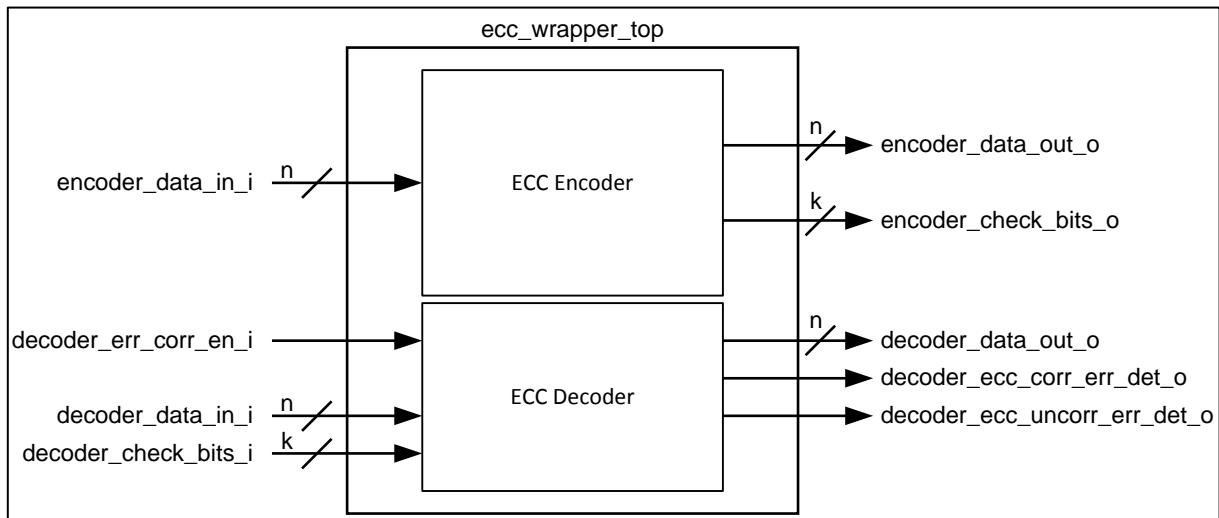 ecc_wrapper_top
n
encoder_data_in_i
ECC Encoder
n
encoder_data_out_o
k
encoder_check_bits_o
decoder_err_corr_en_i
n
decoder_data_in_i
k
decoder_check_bits_i
ECC Decoder
n
decoder_data_out_o
decoder_ecc_corr_err_det_o
decoder_ecc_uncorr_err_det_o